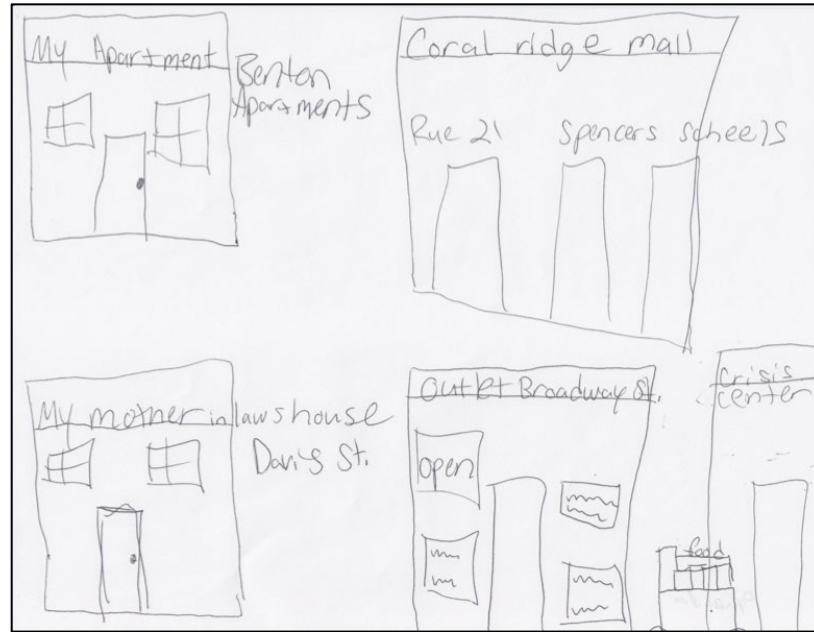 My Apartment
Benton
Apartments
Coral ridge mall
Rue 21 Spencers scheels
My mother in laws house
Davis St.
Outlet Broadway St.
open
Crisis
center
food